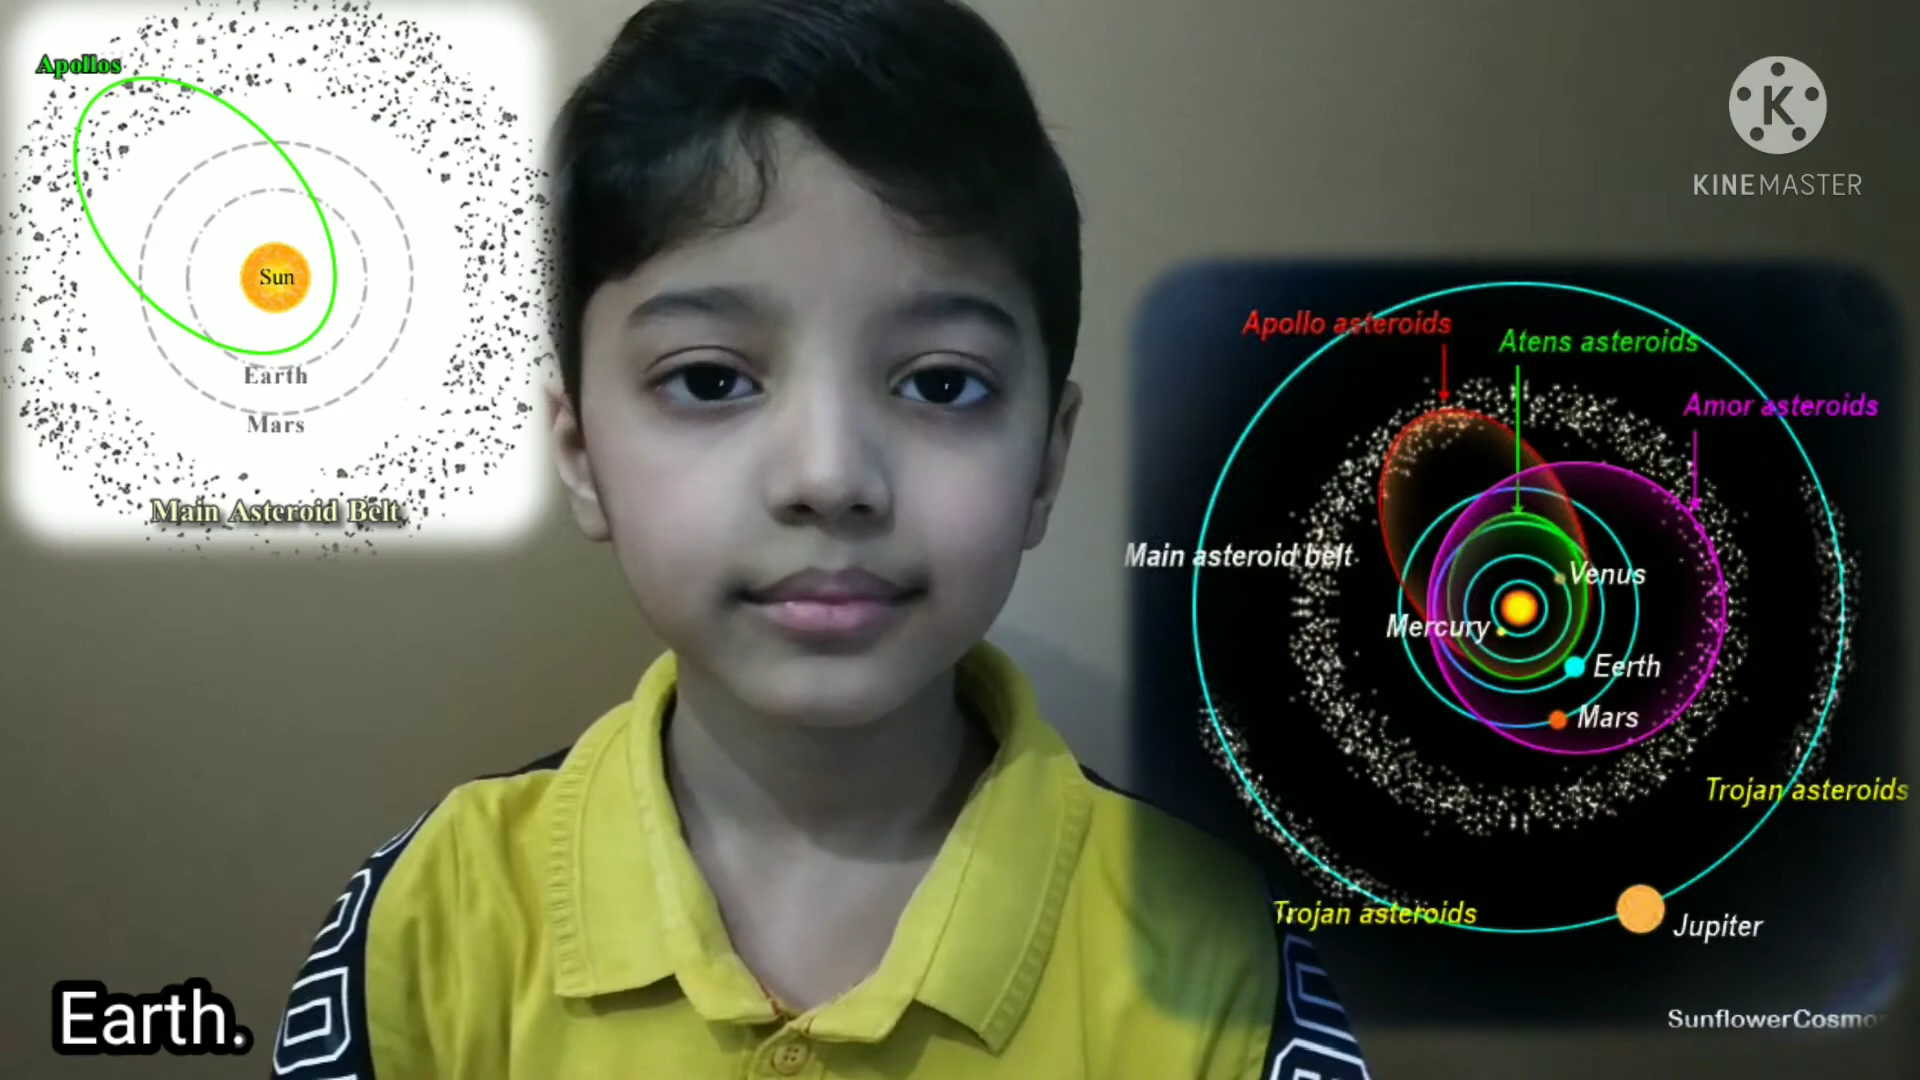 Apollos
Sun
Earth
Mars
Main Asteroid Belt
KINEMASTER
Apollo asteroids
Atens asteroids
Amor asteroids
Main asteroid belt
Venus
Mercury
Eerth
Mars
Trojan asteroids
Trojan asteroids
Jupiter
SunflowerCosmos
Earth.